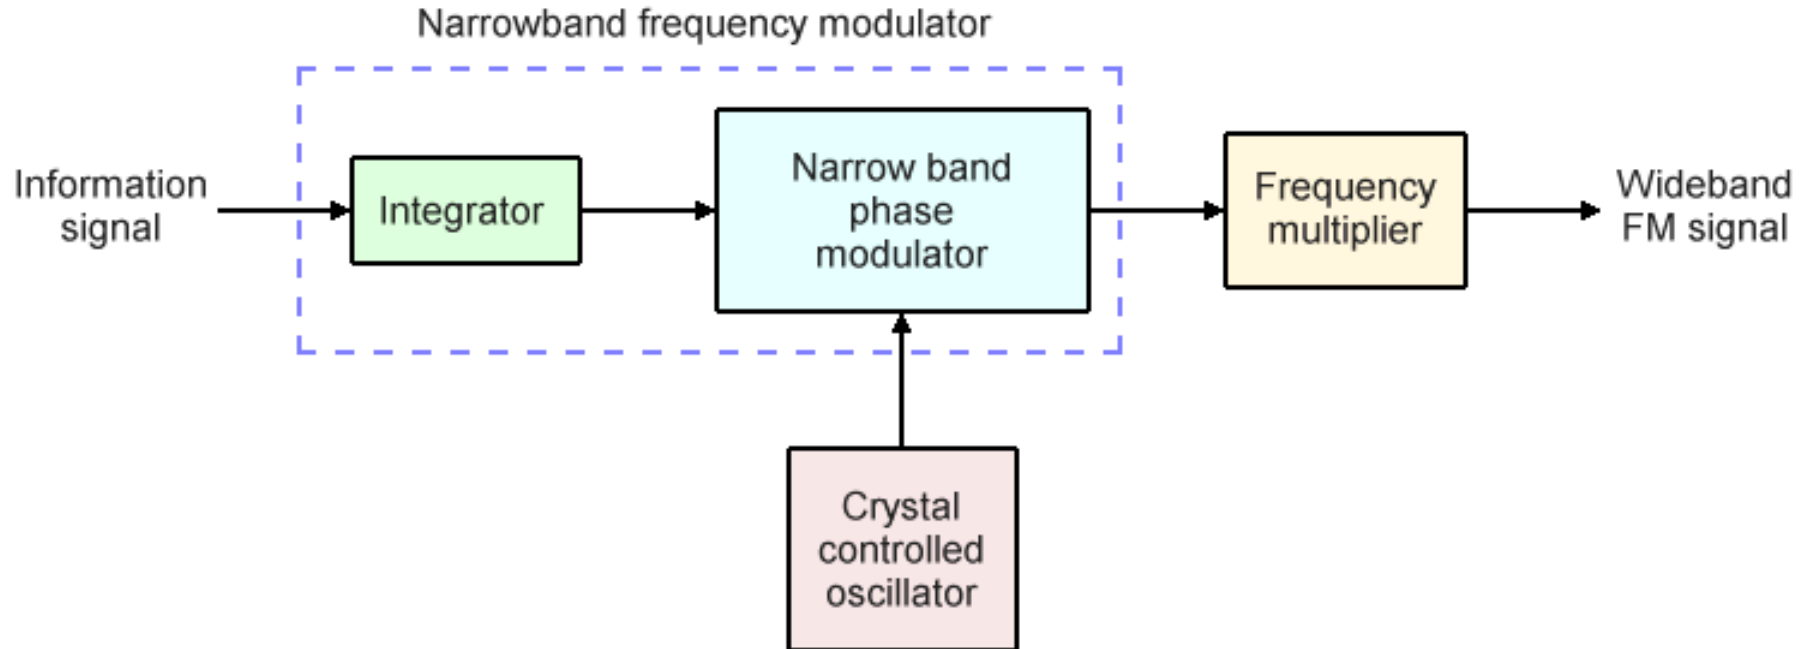 Narrowband frequency modulator
Information
signal
Integrator
Narrow band
phase
modulator
Frequency
multiplier
Wideband
FM signal
Crystal
controlled
oscillator